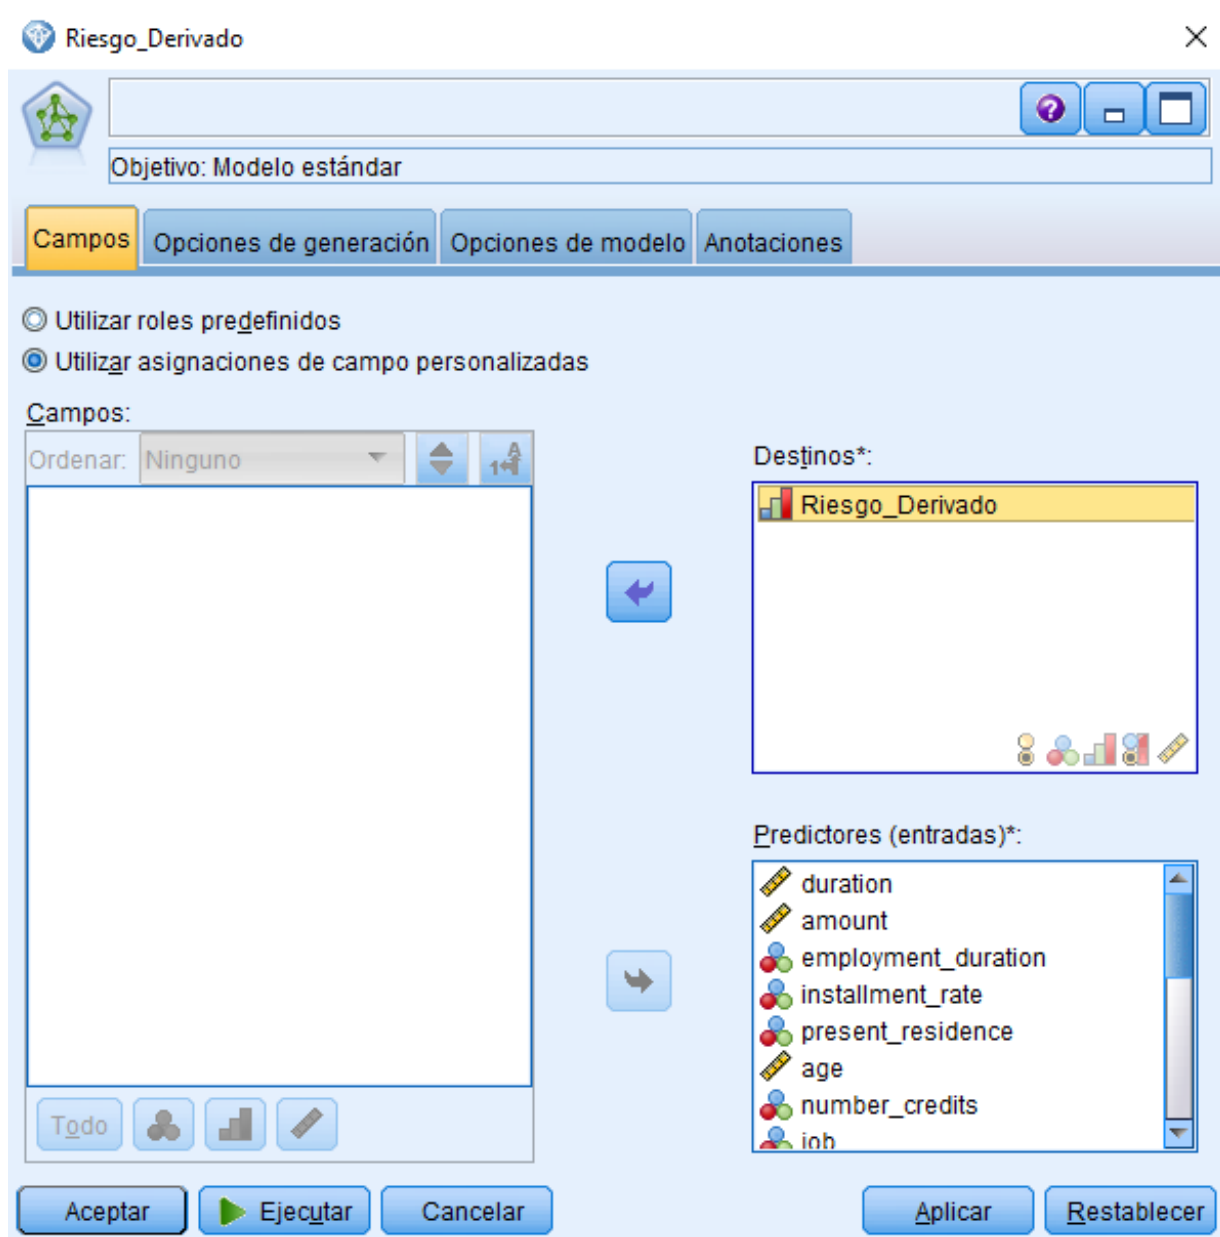 Riesgo_Derivado
Objetivo: Modelo estándar
Campos Opciones de generación Opciones de modelo Anotaciones
Utilizar roles predefinidos
Utilizar asignaciones de campo personalizadas
Campos:
Ordenar: Ninguno
Destinos*:
Riesgo_Derivado
Predictores (entradas)*:
duration
amount
employment_duration
installment_rate
present_residence
age
number_credits
job
Todo
Aceptar Ejecutar Cancelar Aplicar Restablecer